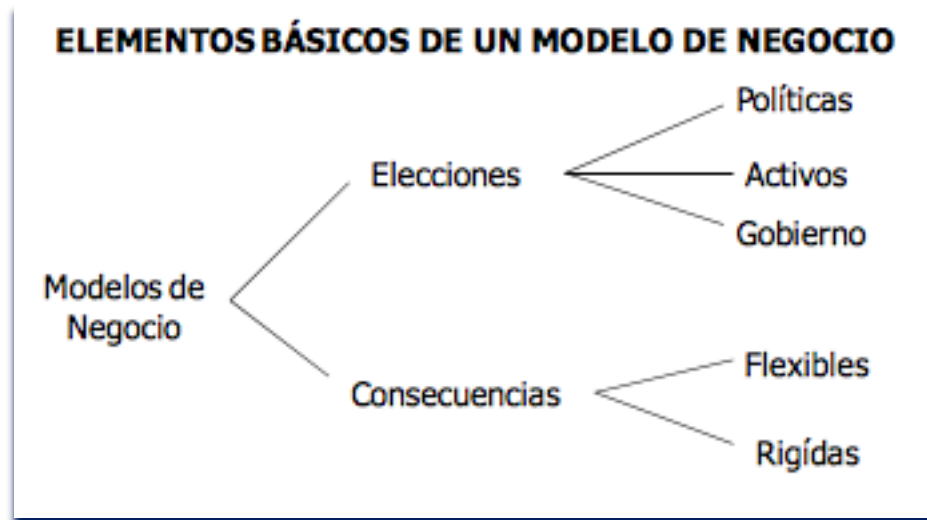 ELEMENTOS BÁSICOS DE UN MODELO DE NEGOCIO
Políticas
Elecciones
Activos
Gobierno
Modelos de
Negocio
Flexibles
Consecuencias
Rigídas